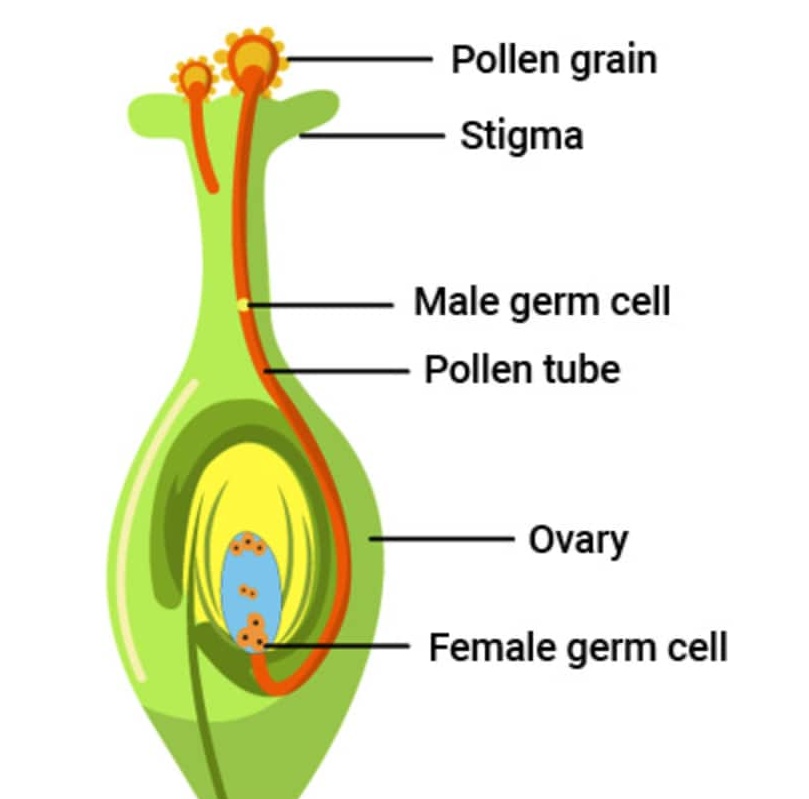 Pollen grain
Stigma
Male germ cell
Pollen tube
Ovary
Female germ cell